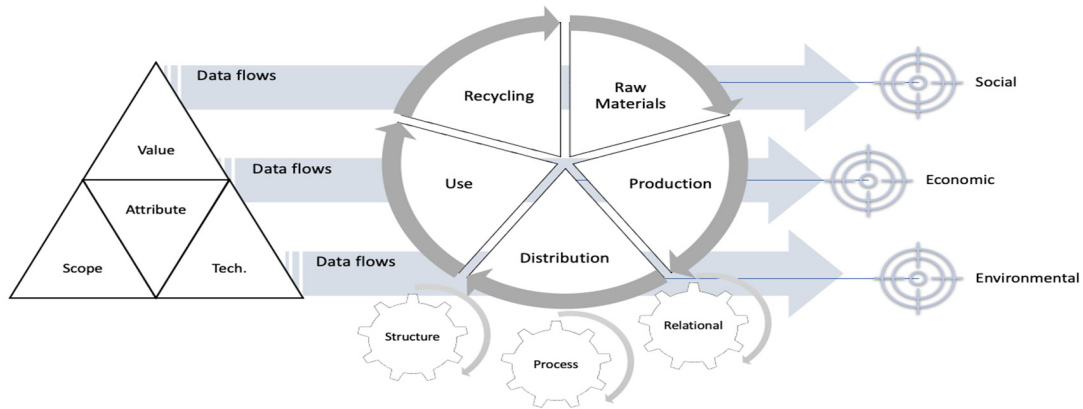 Data flows
Recycling
Raw
Materials
Social
Value
Data flows
Use
Production
Economic
Attribute
Scope
Tech.
Data flows
Distribution
Environmental
Structure
Process
Relational